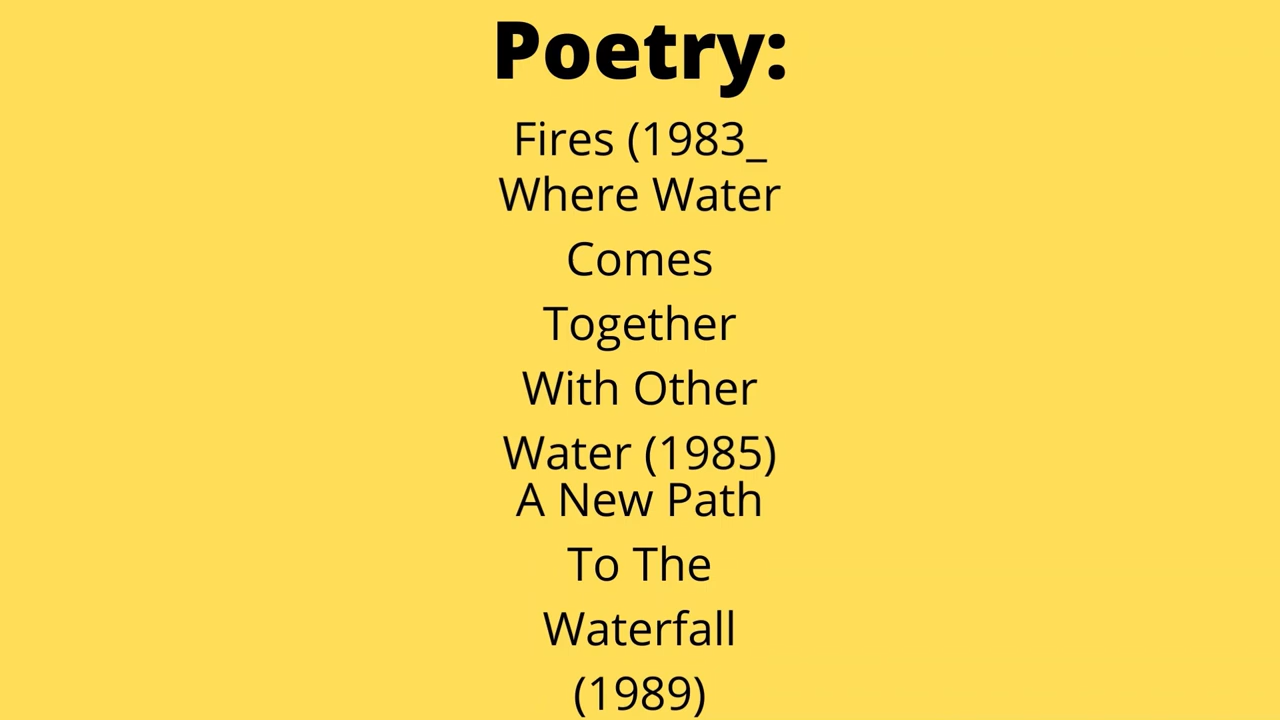 Poetry:
Fires (1983_
Where Water
Comes
Together
With Other
Water (1985)
A New Path
To The
Waterfall
(1989)